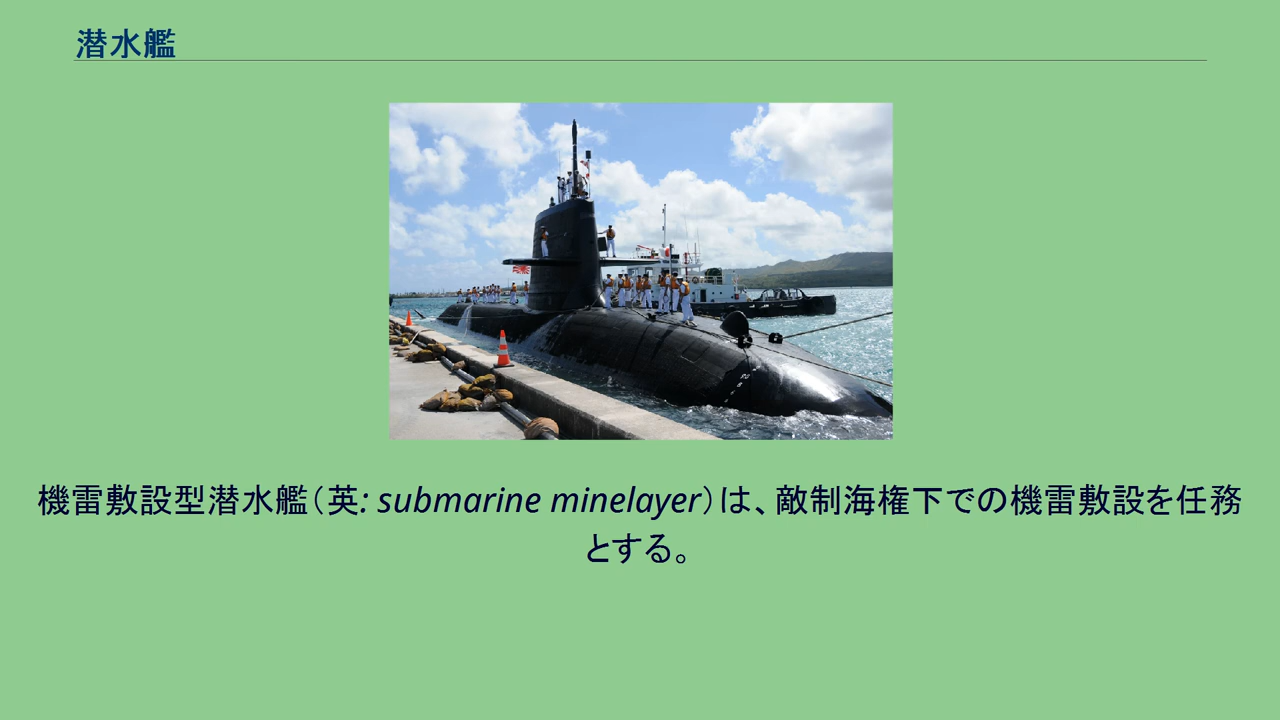 潜水艦
機雷敷設型潜水艦（英: submarine minelayer）は、敵制海権下での機雷敷設を任務
とする。